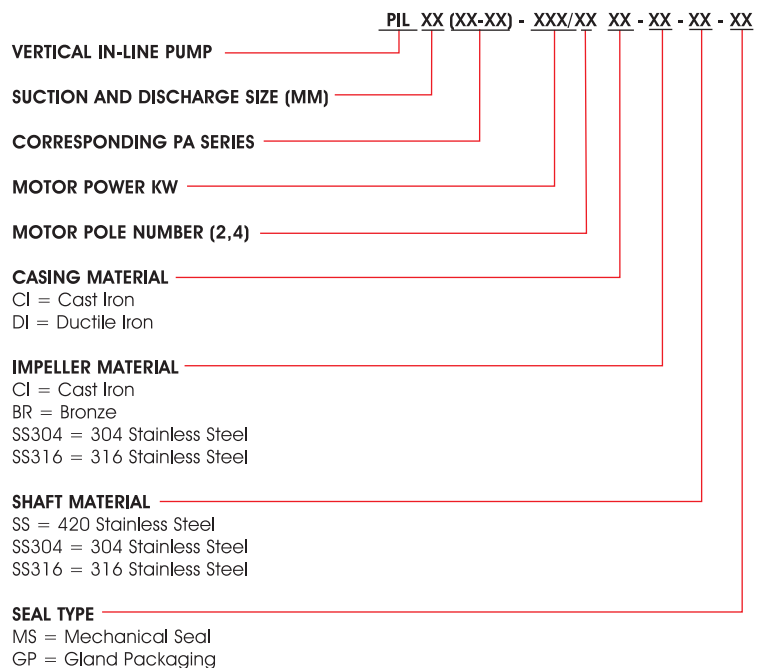 PIL XX (XX-XX) - XXX/XX XX - XX - XX - XX
VERTICAL IN-LINE PUMP
SUCTION AND DISCHARGE SIZE (MM)
CORRESPONDING PA SERIES
MOTOR POWER KW
MOTOR POLE NUMBER (2,4)
CASING MATERIAL
CI = Cast Iron
DI = Ductile Iron
IMPELLER MATERIAL
CI = Cast Iron
BR = Bronze
SS304 = 304 Stainless Steel
SS316 = 316 Stainless Steel
SHAFT MATERIAL
SS = 420 Stainless Steel
SS304 = 304 Stainless Steel
SS316 = 316 Stainless Steel
SEAL TYPE
MS = Mechanical Seal
GP = Gland Packaging